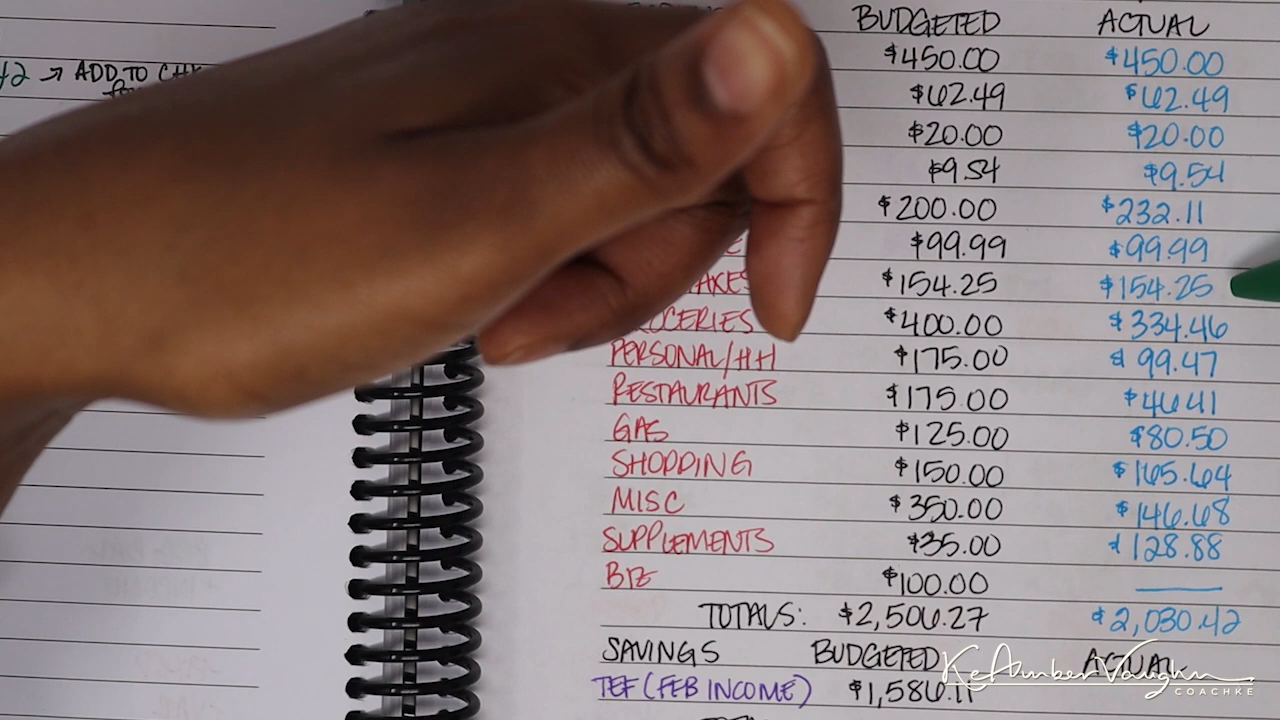 BUDGETED ACTUAL
42 → ADD TO
$450.00 $450.00
$62.49 $62.49
$20.00 $20.00
$9.54 $9.54
$200.00 $232.11
$99.99 $99.99
$154.25 $154.25
GROCERIES $400.00 $334.46
PERSONAL/HH $175.00 $99.47
RESTAURANTS $175.00 $46.41
GAS $125.00 $80.50
SHOPPING $150.00 $165.64
MISC $350.00 $146.68
SUPPLEMENTS $35.00 $128.88
BIZ $100.00 —
TOTALS: $2,506.27 $2,030.42
SAVINGS BUDGETED ACTUAL
KeAmber Vaughn
COACHKE
TEF (FEB INCOME) $1,586.11